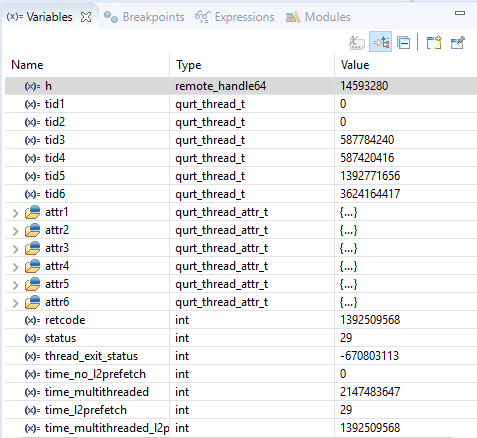 (x)= Variables Breakpoints Expressions Modules
Name Type Value
(x)= h remote_handle64 14593280
(x)= tid1 qurt_thread_t 0
(x)= tid2 qurt_thread_t 0
(x)= tid3 qurt_thread_t 587784240
(x)= tid4 qurt_thread_t 587420416
(x)= tid5 qurt_thread_t 1392771656
(x)= tid6 qurt_thread_t 3624164417
attr1 qurt_thread_attr_t {...}
attr2 qurt_thread_attr_t {...}
attr3 qurt_thread_attr_t {...}
attr4 qurt_thread_attr_t {...}
attr5 qurt_thread_attr_t {...}
attr6 qurt_thread_attr_t {...}
(x)= retcode int 1392509568
(x)= status int 29
(x)= thread_exit_status int -670803113
(x)= time_no_l2prefetch int 0
(x)= time_multithreaded int 2147483647
(x)= time_l2prefetch int 29
(x)= time_multithreaded_l2p int 1392509568